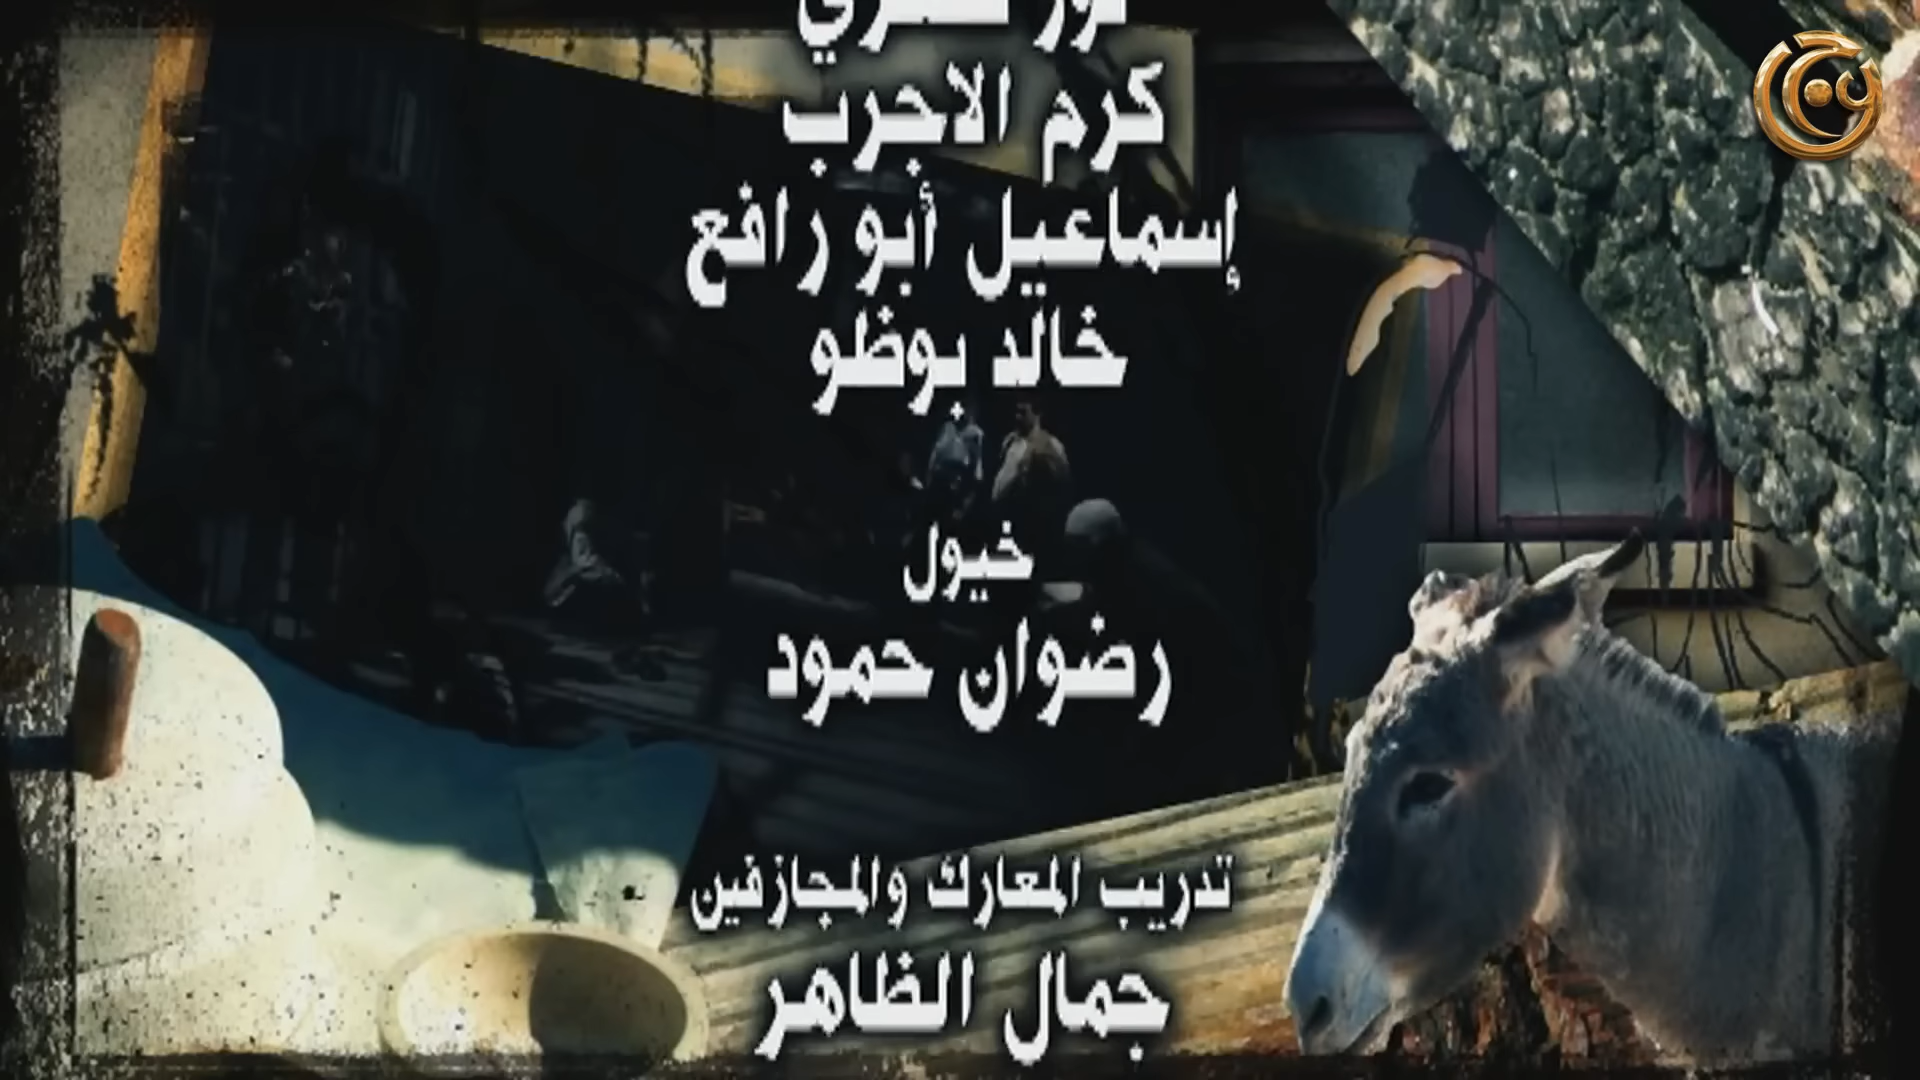 كرم الاجرب
إسماعيل أبو رافع
خالد بوظو
خيول
رضوان حمود
تدريب المعارك والمجازفين
جمال الظاهر